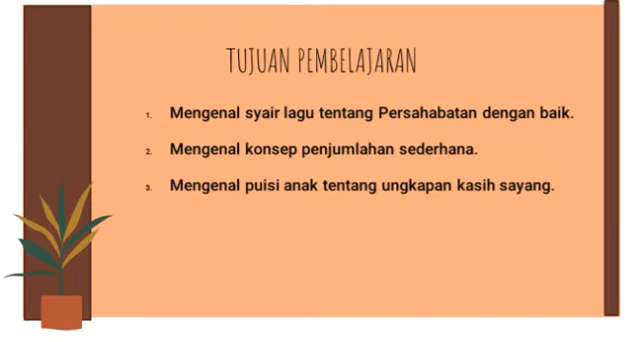 TUJUAN PEMBELAJARAN
1. Mengenal syair lagu tentang Persahabatan dengan baik.
2. Mengenal konsep penjumlahan sederhana.
3. Mengenal puisi anak tentang ungkapan kasih sayang.